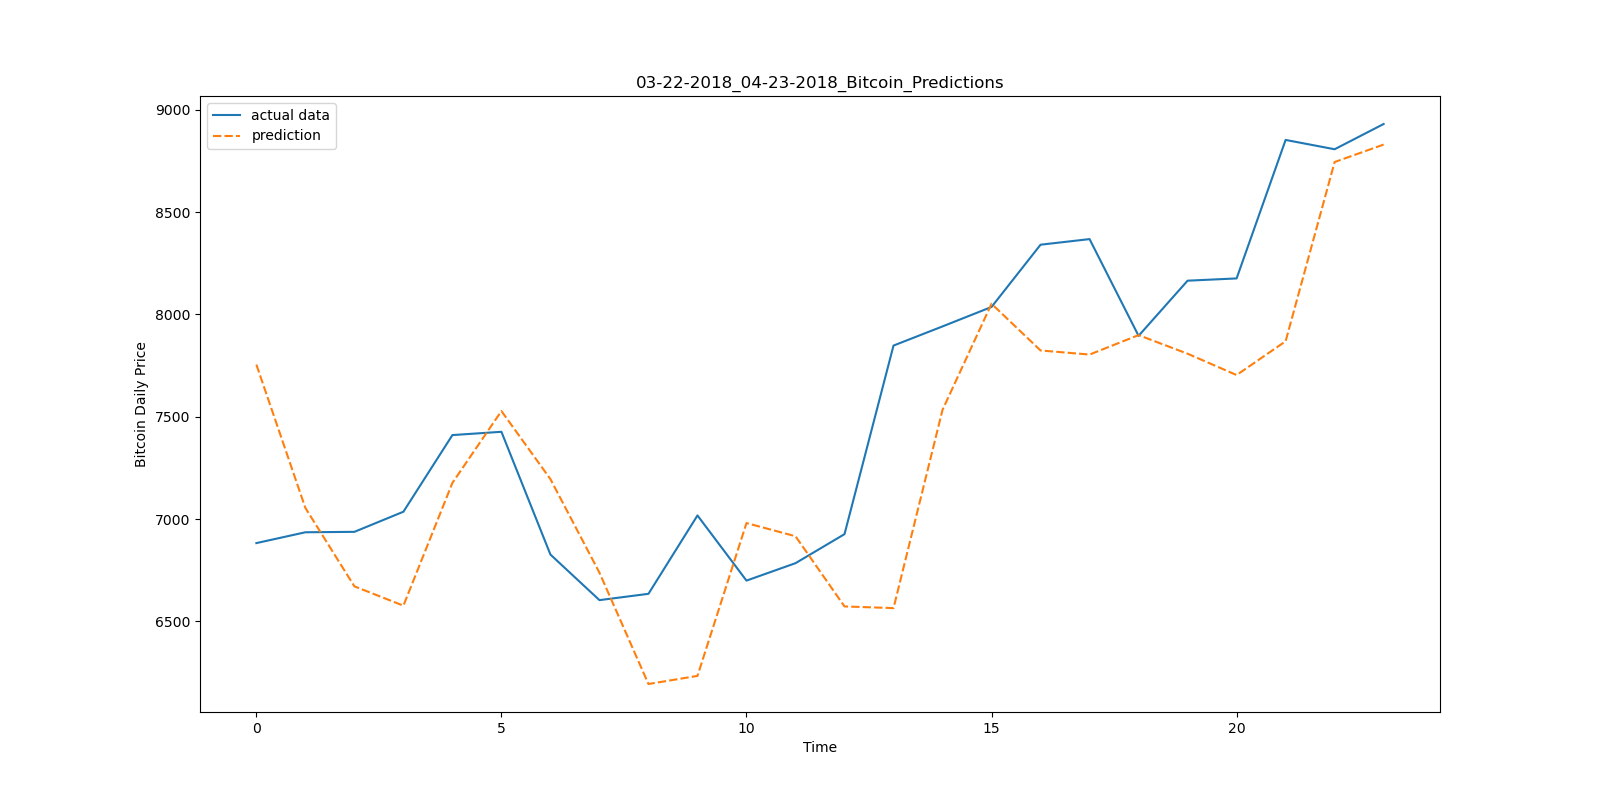 03-22-2018_04-23-2018_Bitcoin_Predictions
actual data
prediction
9000
8500
8000
7500
7000
6500
Bitcoin Daily Price
0 5 10 15 20
Time